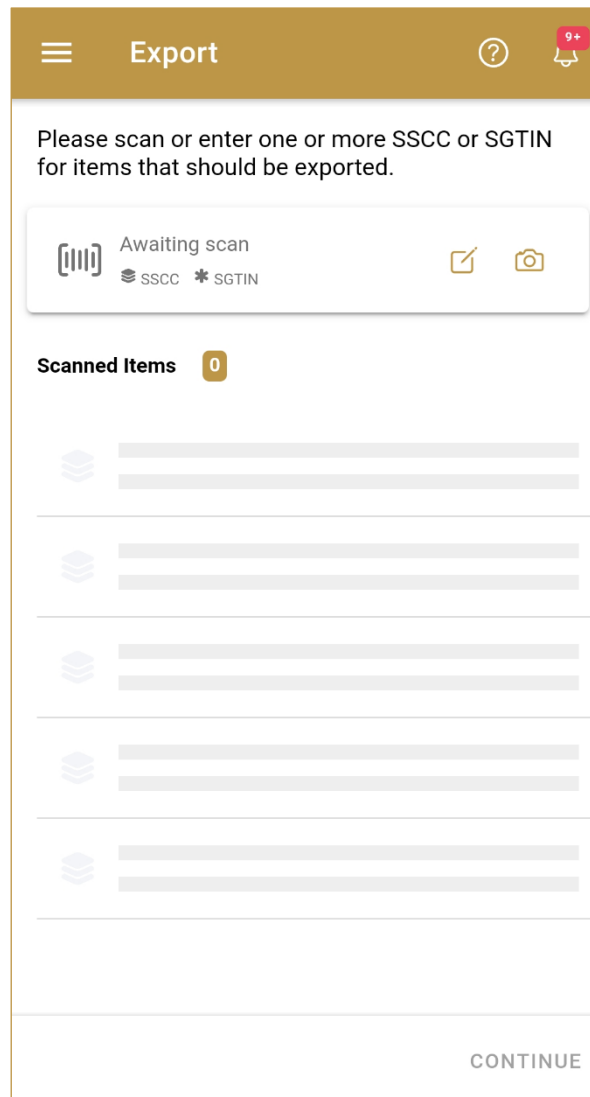 Export
9+
Please scan or enter one or more SSCC or SGTIN
for items that should be exported.
Awaiting scan
SSCC SGTIN
Scanned Items 0
CONTINUE